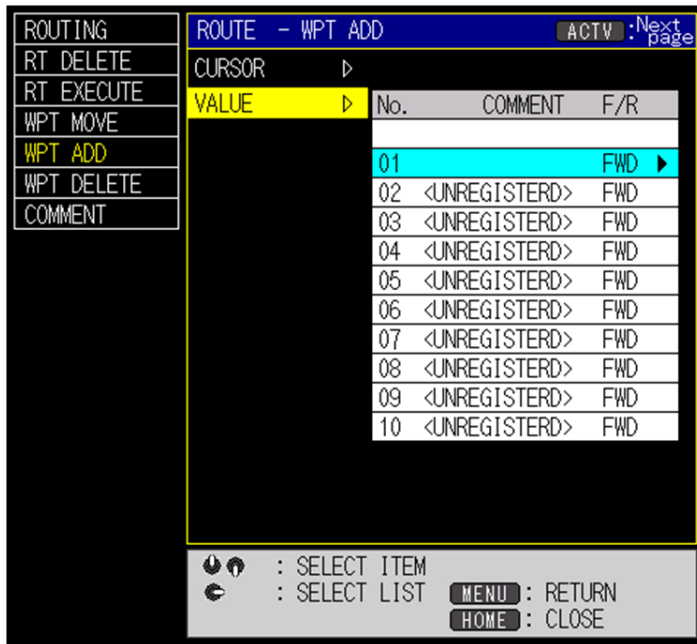 ROUTING
RT DELETE
RT EXECUTE
WPT MOVE
WPT ADD
WPT DELETE
COMMENT
ROUTE - WPT ADD ACTV :Next page
CURSOR
VALUE
No. COMMENT F/R
01 FWD
02 <UNREGISTERD> FWD
03 <UNREGISTERD> FWD
04 <UNREGISTERD> FWD
05 <UNREGISTERD> FWD
06 <UNREGISTERD> FWD
07 <UNREGISTERD> FWD
08 <UNREGISTERD> FWD
09 <UNREGISTERD> FWD
10 <UNREGISTERD> FWD
: SELECT ITEM
: SELECT LIST MENU : RETURN
HOME : CLOSE